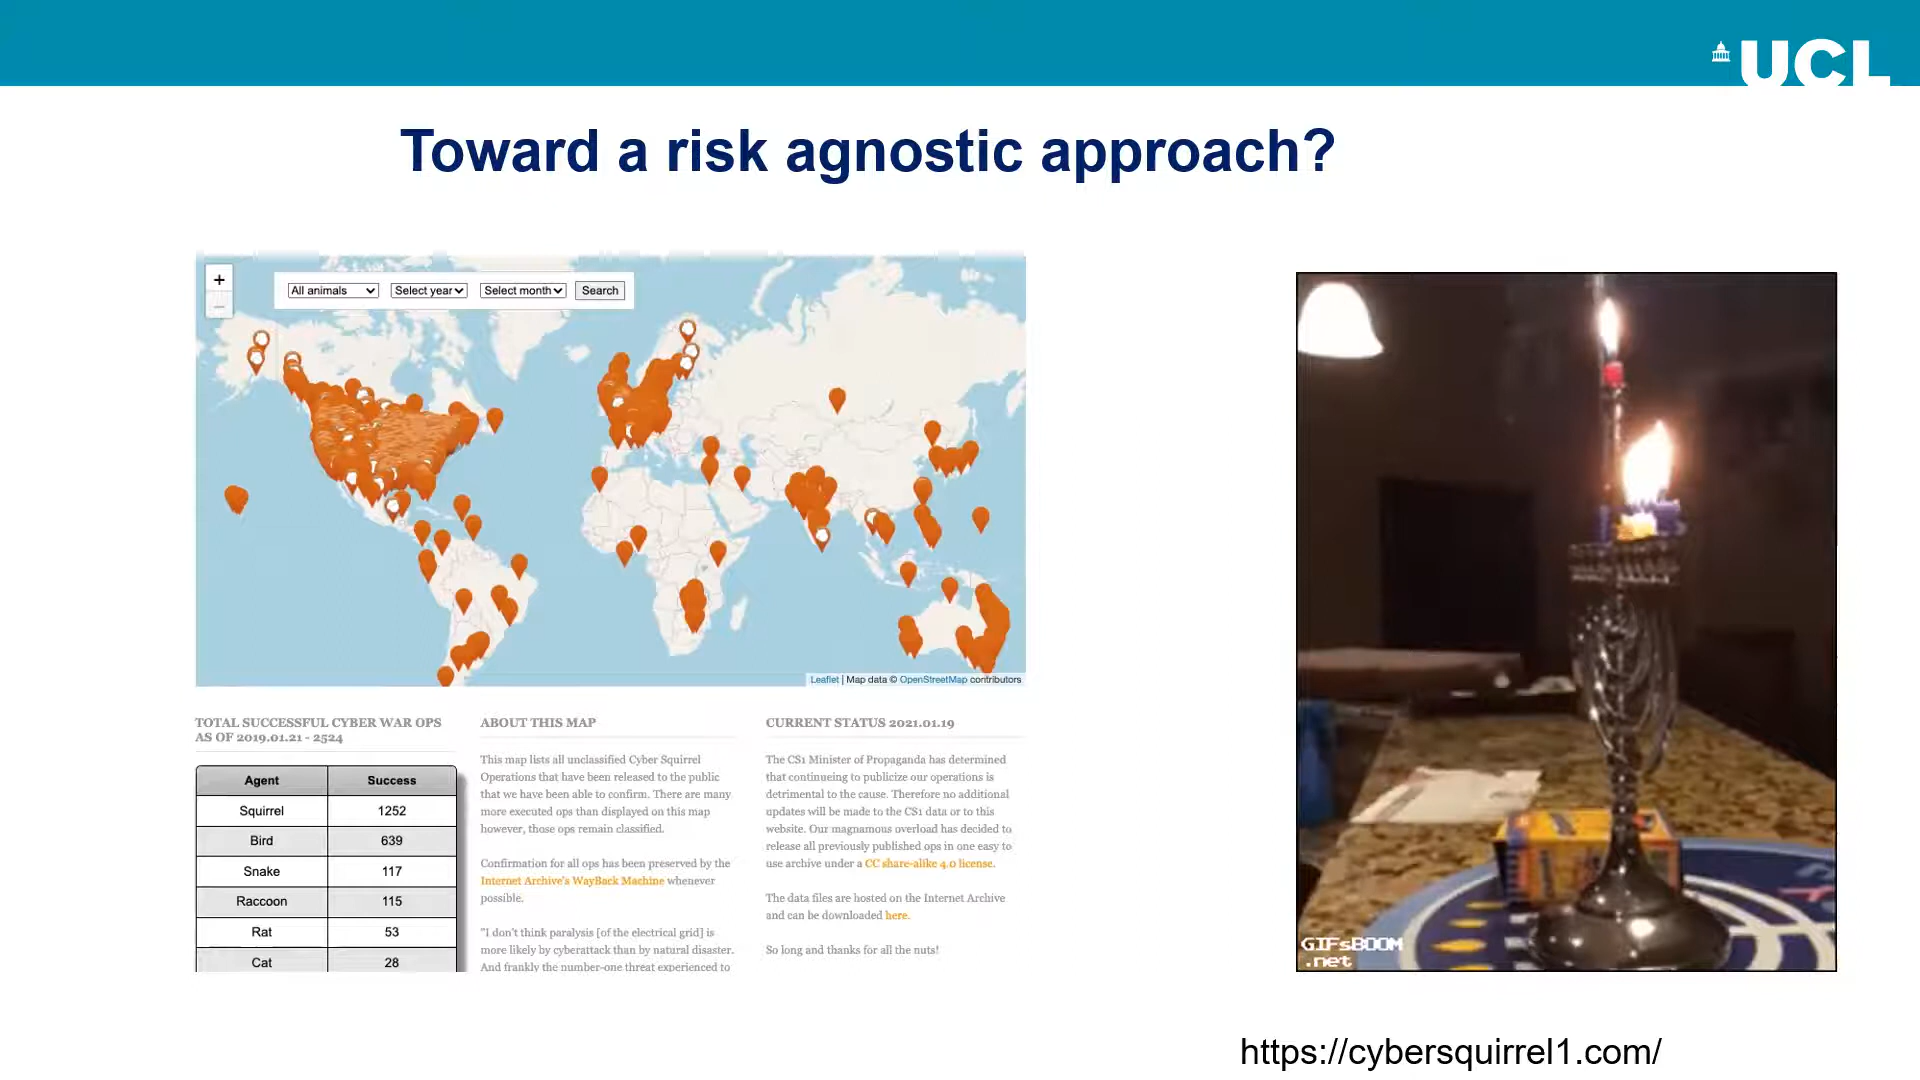 UCL
Toward a risk agnostic approach?
+
−
All animals
Select year
Select month
Search
Leaflet | Map data © OpenStreetMap contributors
TOTAL SUCCESSFUL CYBER WAR OPS
AS OF 2019.01.21 - 2524
Agent Success
Squirrel 1252
Bird 639
Snake 117
Raccoon 115
Rat 53
Cat 28
ABOUT THIS MAP
This map lists all unclassified Cyber Squirrel
Operations that have been released to the public
that we have been able to confirm. There are many
more executed ops than displayed on this map
however, those ops remain classified.
Confirmation for all ops has been preserved by the
Internet Archive's WayBack Machine whenever
possible.
"I don't think paralysis [of the electrical grid] is
more likely by cyberattack than by natural disaster.
And frankly the number-one threat experienced to
CURRENT STATUS 2021.01.19
The CS1 Minister of Propaganda has determined
that continueing to publicize our operations is
detrimental to the cause. Therefore no additional
updates will be made to the CS1 data or to this
website. Our magnamous overload has decided to
release all previously published ops in one easy to
use archive under a CC share-alike 4.0 license.
The data files are hosted on the Internet Archive
and can be downloaded here.
So long and thanks for all the nuts!
GIFsBOOM
.net
https://cybersquirrel1.com/